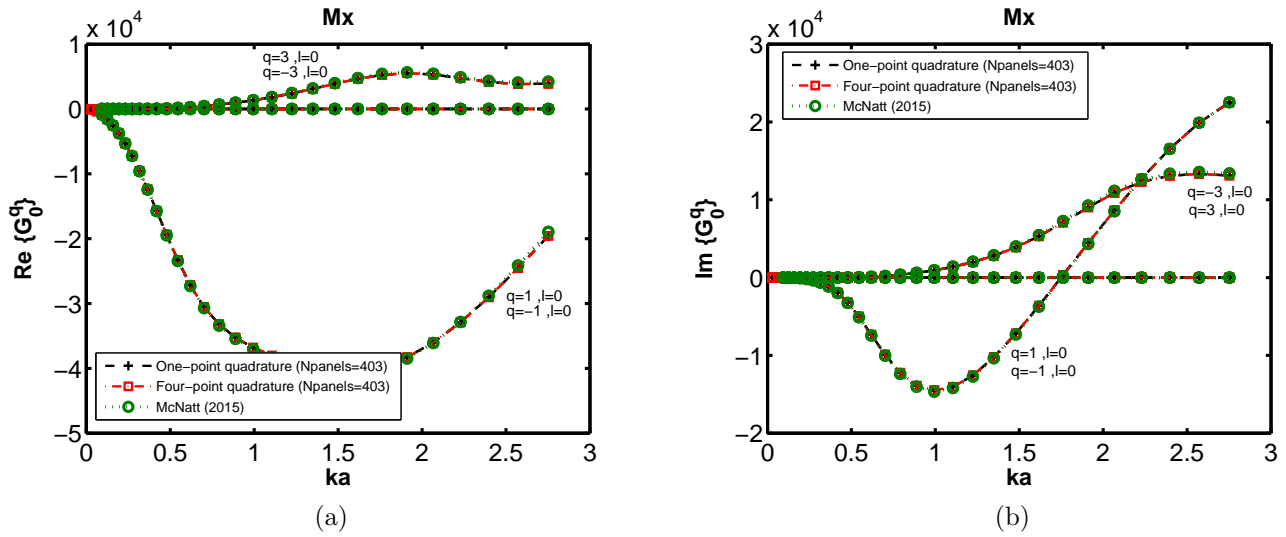 Mx
x 10^4
Re {G_0^q}
1
0
−1
−2
−3
−4
−5
q=3 ,l=0
q=−3 ,l=0
q=1 ,l=0
q=−1 ,l=0
One−point quadrature (Npanels=403)
Four−point quadrature (Npanels=403)
McNatt (2015)
0 0.5 1 1.5 2 2.5 3
ka
(a)
Mx
x 10^4
Im {G_0^q}
3
2
1
0
−1
−2
One−point quadrature (Npanels=403)
Four−point quadrature (Npanels=403)
McNatt (2015)
q=−3 ,l=0
q=3 ,l=0
q=1 ,l=0
q=−1 ,l=0
0 0.5 1 1.5 2 2.5 3
ka
(b)